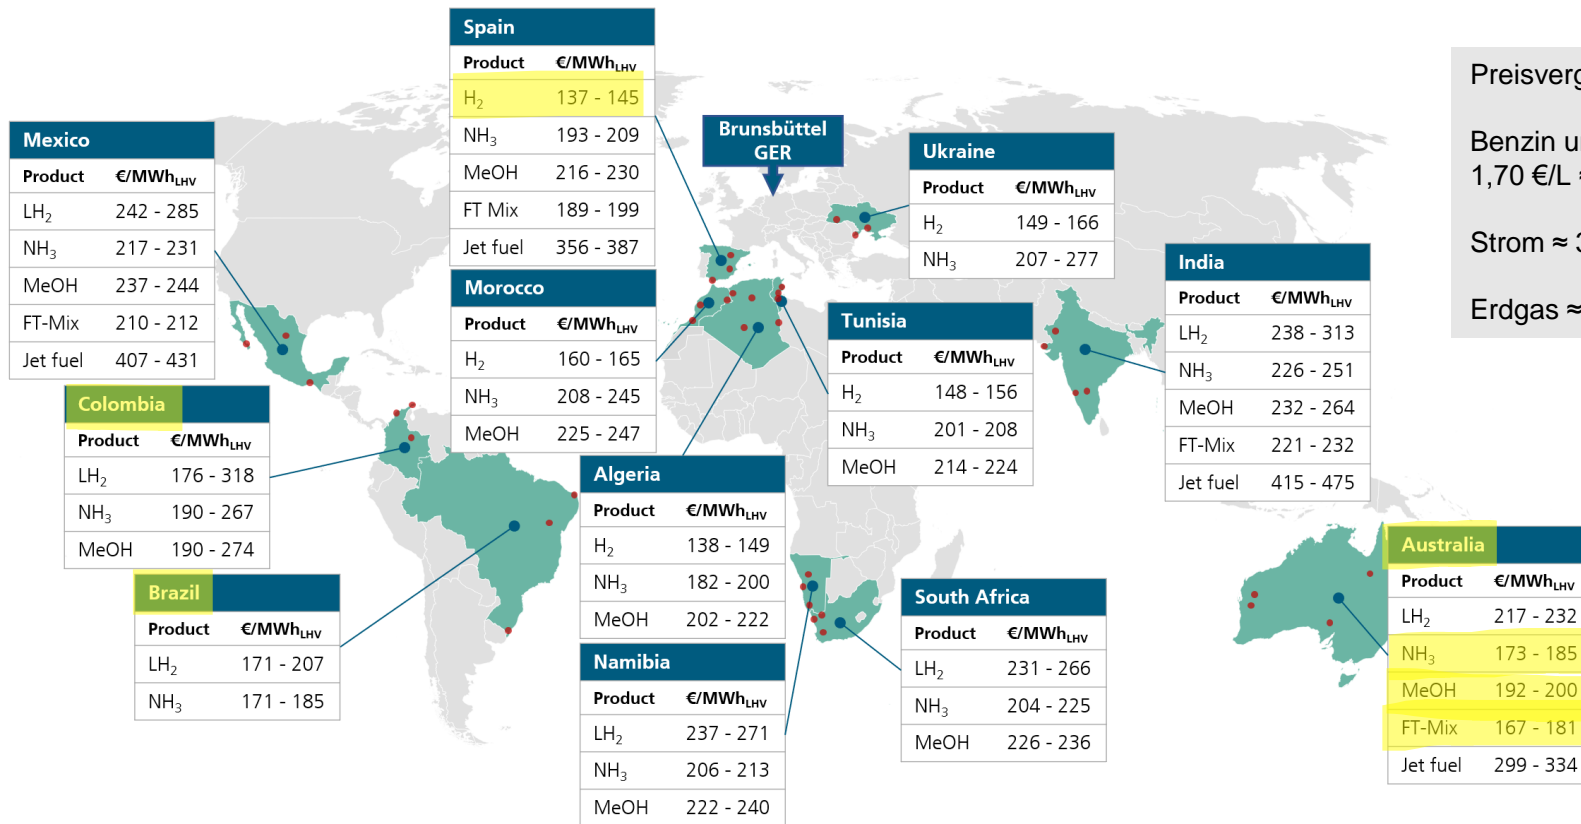 Spain
Product €/MWhLHV
H₂ 137 - 145
NH₃ 193 - 209
MeOH 216 - 230
FT Mix 189 - 199
Jet fuel 356 - 387
Mexico
Product €/MWhLHV
LH₂ 242 - 285
NH₃ 217 - 231
MeOH 237 - 244
FT-Mix 210 - 212
Jet fuel 407 - 431
Brunsbüttel
GER
Ukraine
Product €/MWhLHV
H₂ 149 - 166
NH₃ 207 - 277
Preisverg
Benzin u
1,70 €/L
Strom ≈ 3
Erdgas ≈
India
Product €/MWhLHV
LH₂ 238 - 313
NH₃ 226 - 251
MeOH 232 - 264
FT-Mix 221 - 232
Jet fuel 415 - 475
Morocco
Product €/MWhLHV
H₂ 160 - 165
NH₃ 208 - 245
MeOH 225 - 247
Tunisia
Product €/MWhLHV
H₂ 148 - 156
NH₃ 201 - 208
MeOH 214 - 224
Colombia
Product €/MWhLHV
LH₂ 176 - 318
NH₃ 190 - 267
MeOH 190 - 274
Algeria
Product €/MWhLHV
H₂ 138 - 149
NH₃ 182 - 200
MeOH 202 - 222
Brazil
Product €/MWhLHV
LH₂ 171 - 207
NH₃ 171 - 185
Namibia
Product €/MWhLHV
LH₂ 237 - 271
NH₃ 206 - 213
MeOH 222 - 240
South Africa
Product €/MWhLHV
LH₂ 231 - 266
NH₃ 204 - 225
MeOH 226 - 236
Australia
Product €/MWhLHV
LH₂ 217 - 232
NH₃ 173 - 185
MeOH 192 - 200
FT-Mix 167 - 181
Jet fuel 299 - 334